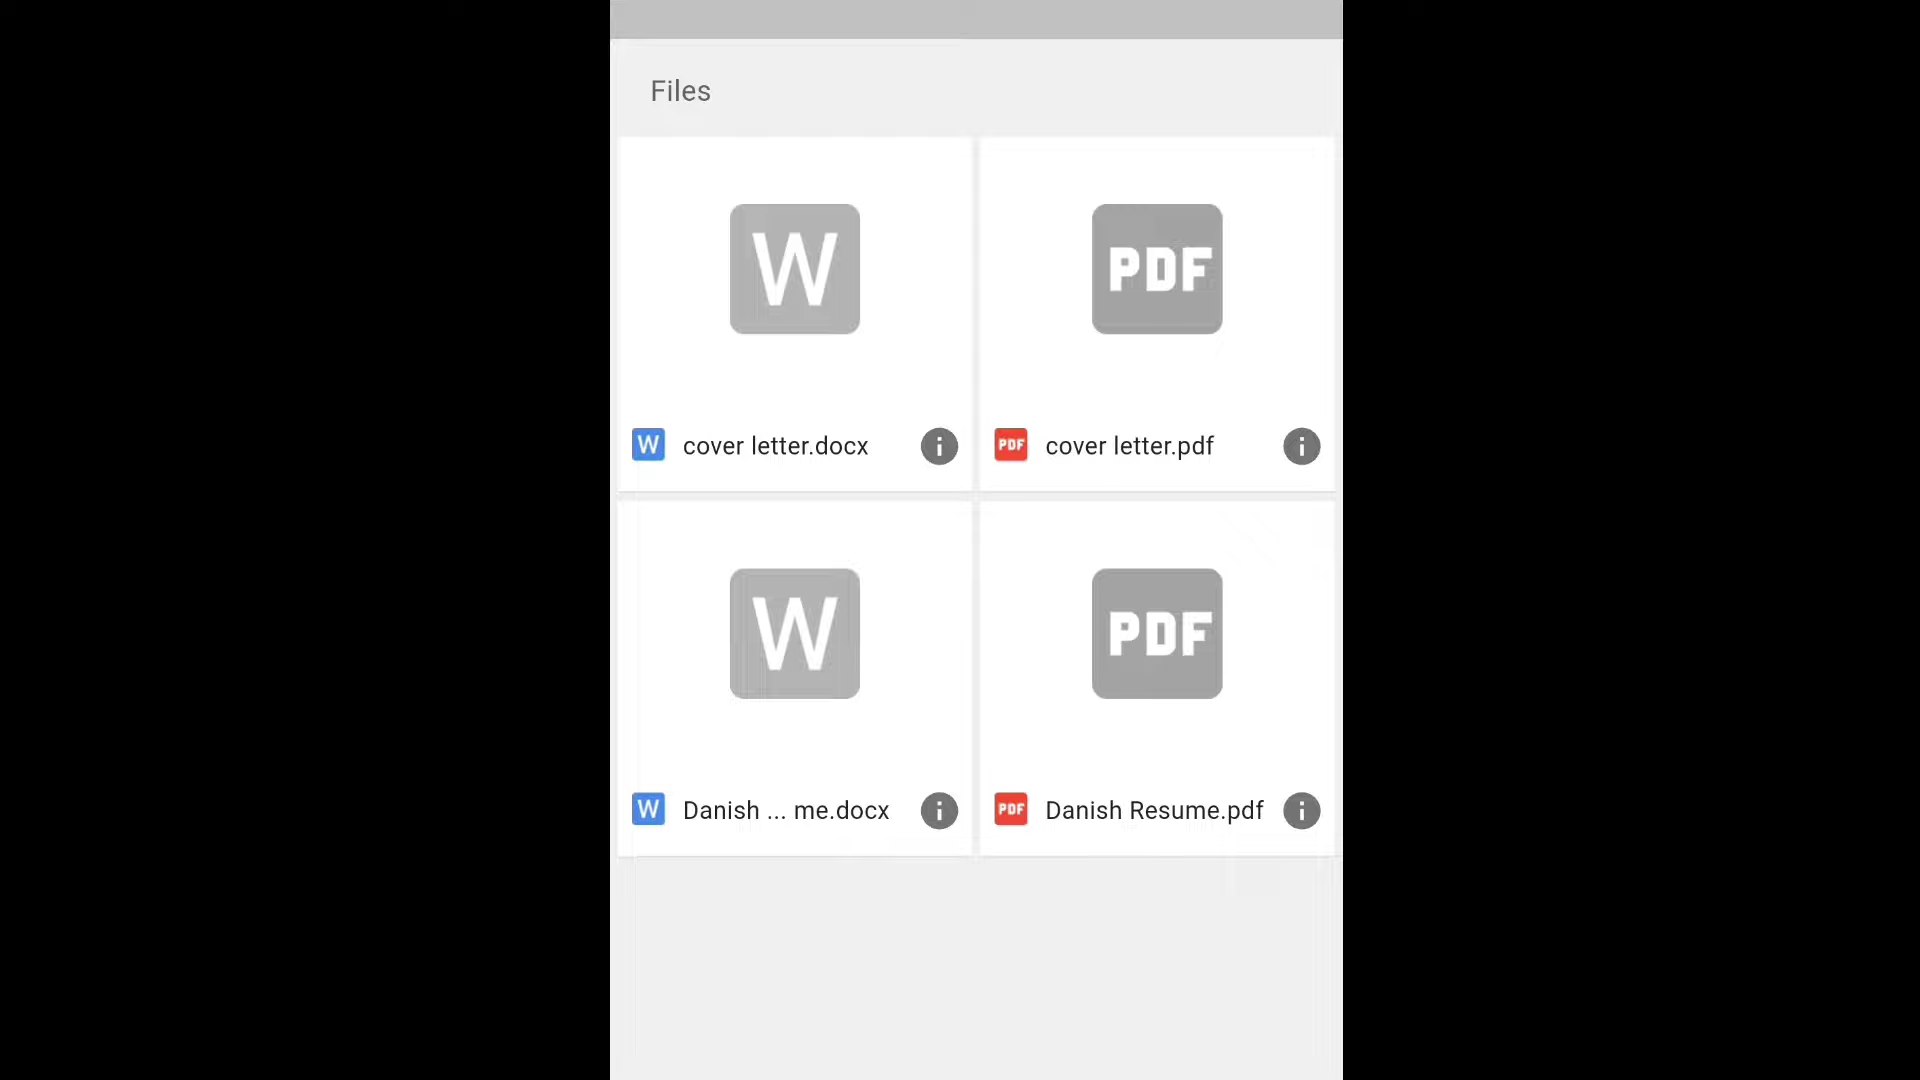 Files
W
PDF
W cover letter.docx
PDF cover letter.pdf
W
PDF
W Danish ... me.docx
PDF Danish Resume.pdf